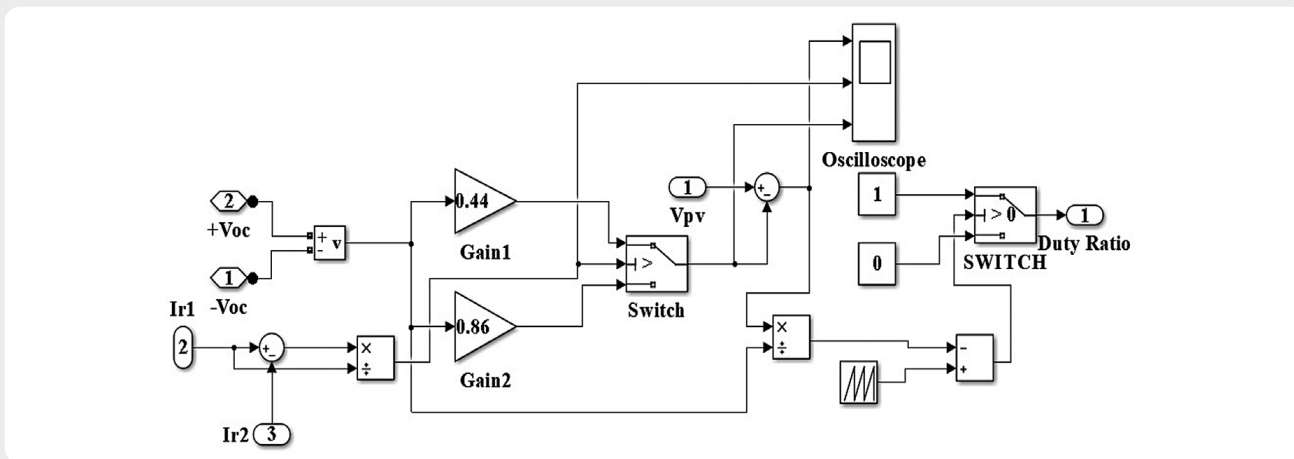 Oscilloscope
1
Vpv
+
-
2
+Voc
+
-
v
1
-Voc
0.44
Gain1
>
Switch
0.86
Gain2
Ir1
2
+
-
×
÷
Ir2
3
×
÷
1
0
> 0
SWITCH
1
Duty Ratio
-
+